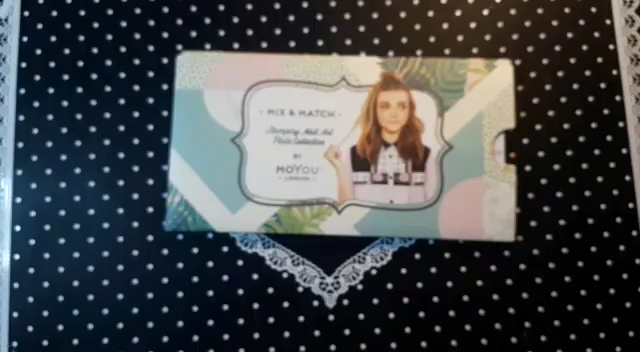 - MIX & MATCH -
Stamping Nail Art
Plate Collection
BY
MOYOU
- LONDON -